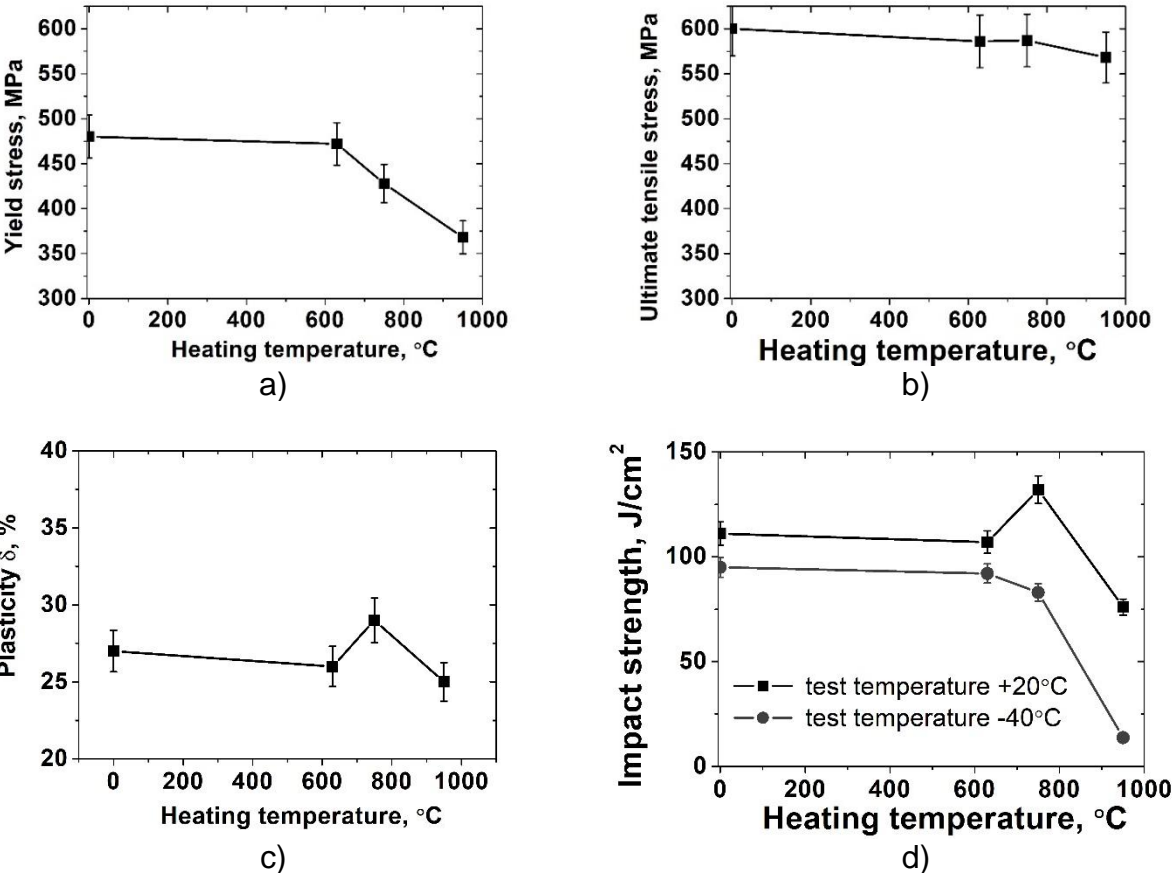 600
550
500
450
400
350
300
Yield stress, MPa
0 200 400 600 800 1000
Heating temperature, °C
a)
600
550
500
450
400
350
300
Ultimate tensile stress, MPa
0 200 400 600 800 1000
Heating temperature, °C
b)
40
35
30
25
20
Plasticity δ, %
0 200 400 600 800 1000
Heating temperature, °C
c)
150
100
50
0
Impact strength, J/cm²
test temperature +20°C
test temperature -40°C
0 200 400 600 800 1000
Heating temperature, °C
d)